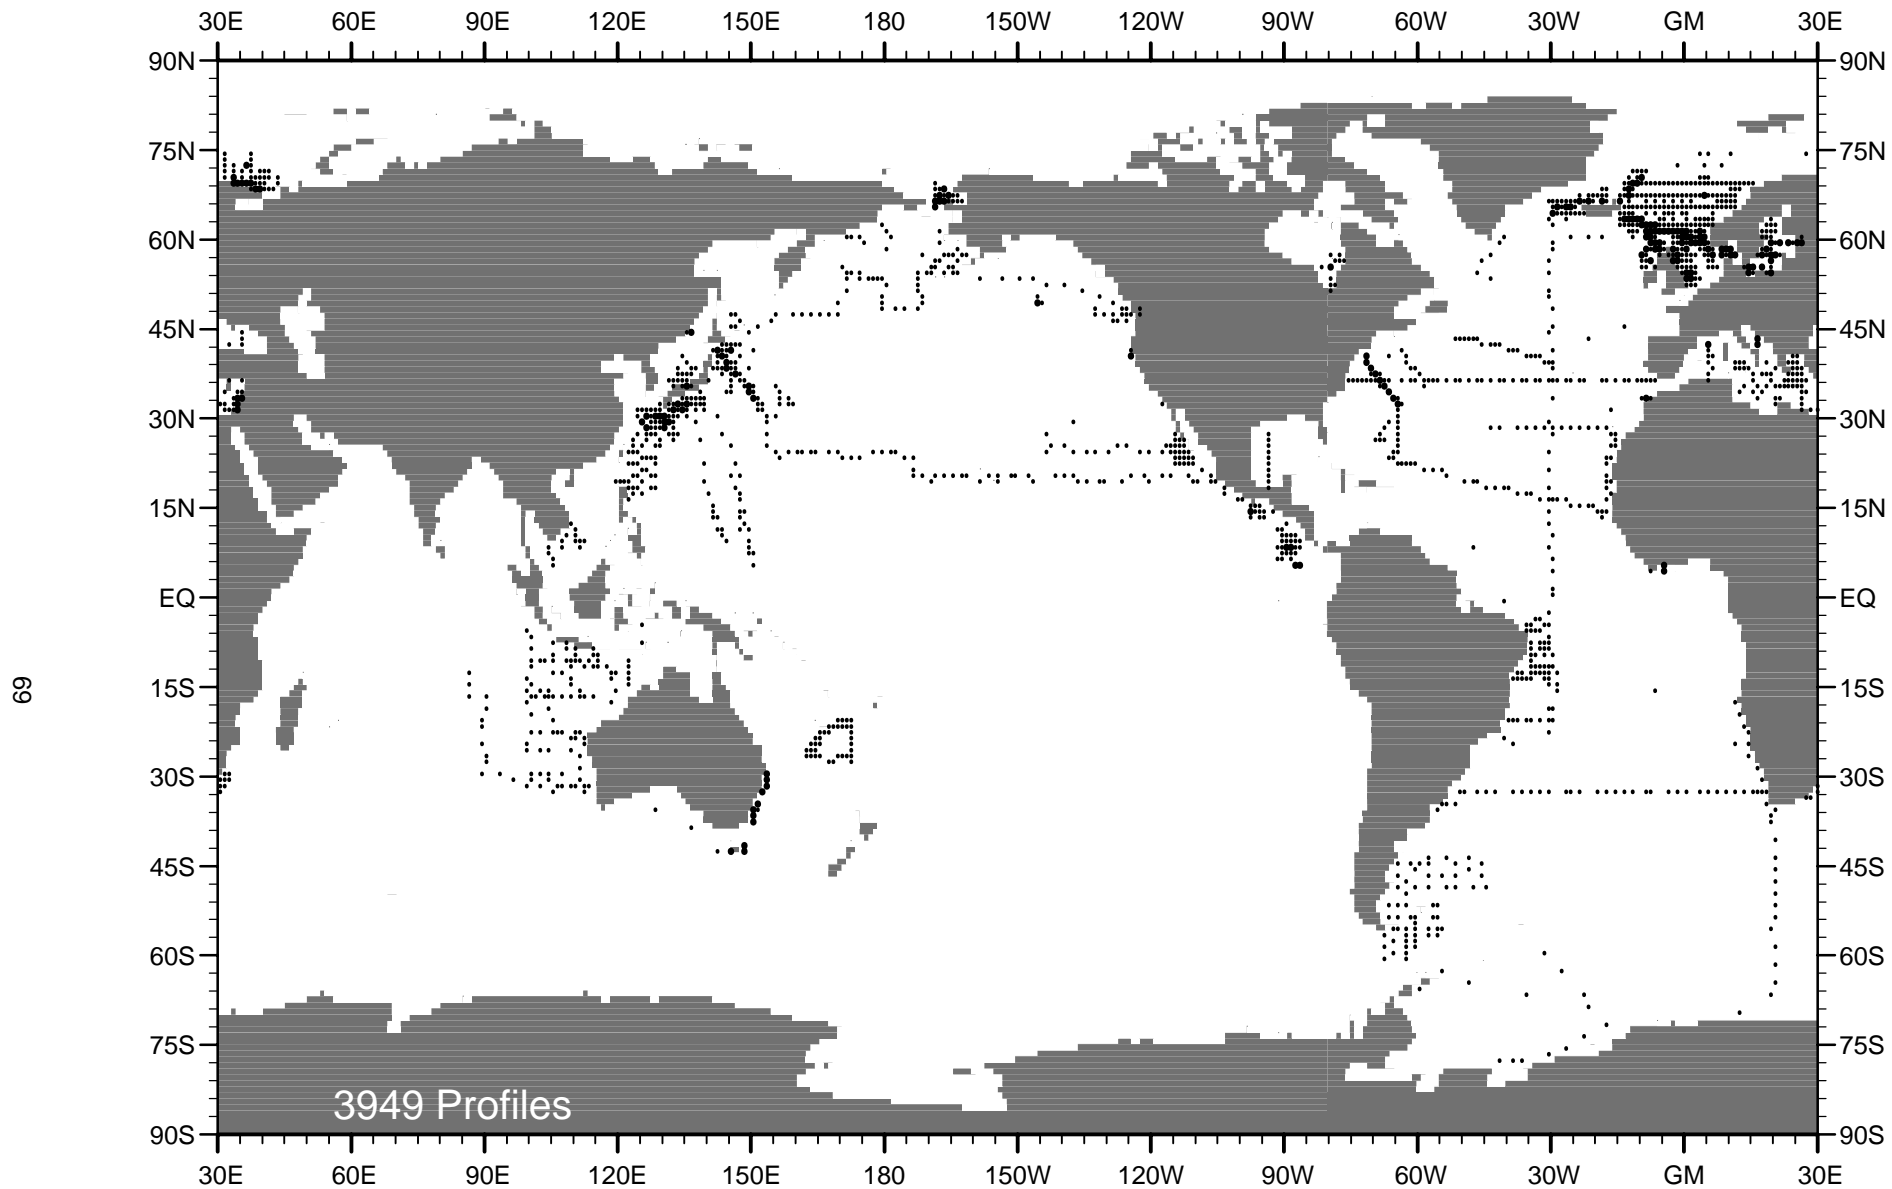 30E 60E 90E 120E 150E 180 150W 120W 90W 60W 30W GM 30E
90N 90N
75N 75N
60N 60N
45N 45N
30N 30N
15N 15N
EQ EQ
15S 15S
30S 30S
45S 45S
60S 60S
75S 75S
3949 Profiles
90S 90S
30E 60E 90E 120E 150E 180 150W 120W 90W 60W 30W GM 30E
69